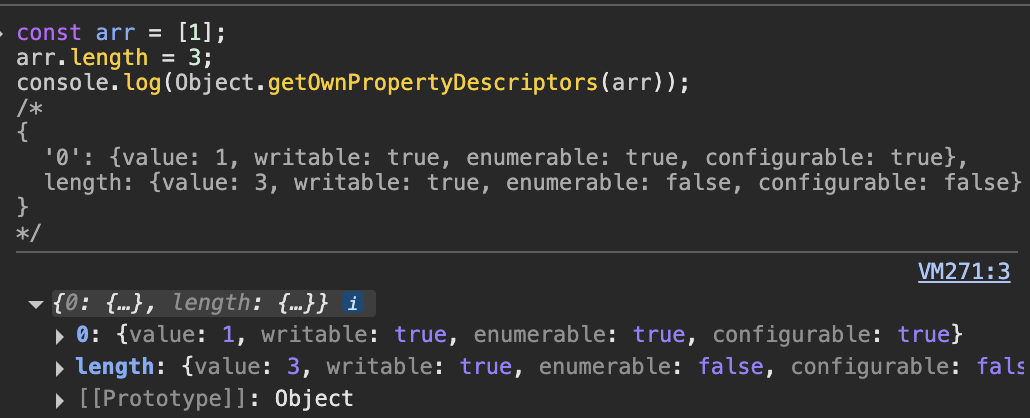 const arr = [1];
arr.length = 3;
console.log(Object.getOwnPropertyDescriptors(arr));
/*
{
  '0': {value: 1, writable: true, enumerable: true, configurable: true},
  length: {value: 3, writable: true, enumerable: false, configurable: false}
}
*/
VM271:3
{0: {…}, length: {…}} i
0: {value: 1, writable: true, enumerable: true, configurable: true}
length: {value: 3, writable: true, enumerable: false, configurable: fals
[[Prototype]]: Object